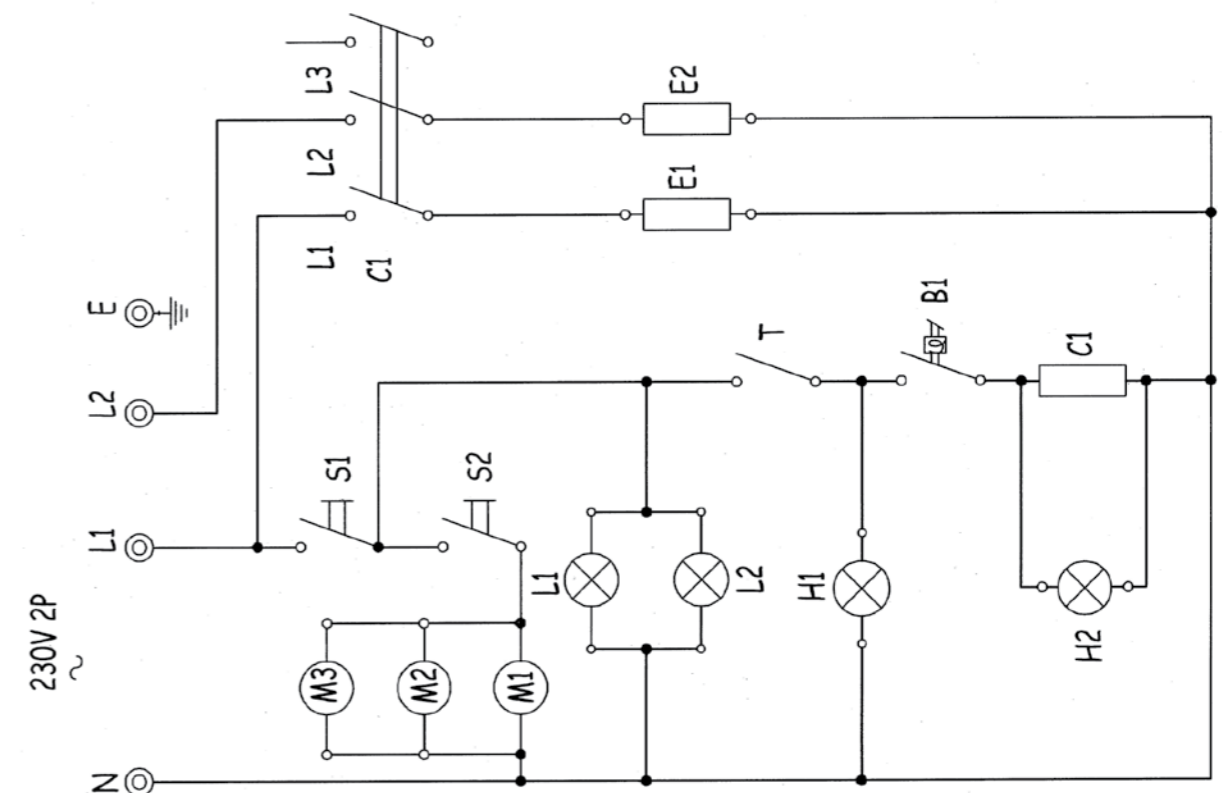 230V 2P
~
N L1 L2 E
M3 S1 L1 L2 L3
C1
M2 S2
M1
L1
E1 E2
L2 T
H1
B1
H2 C1